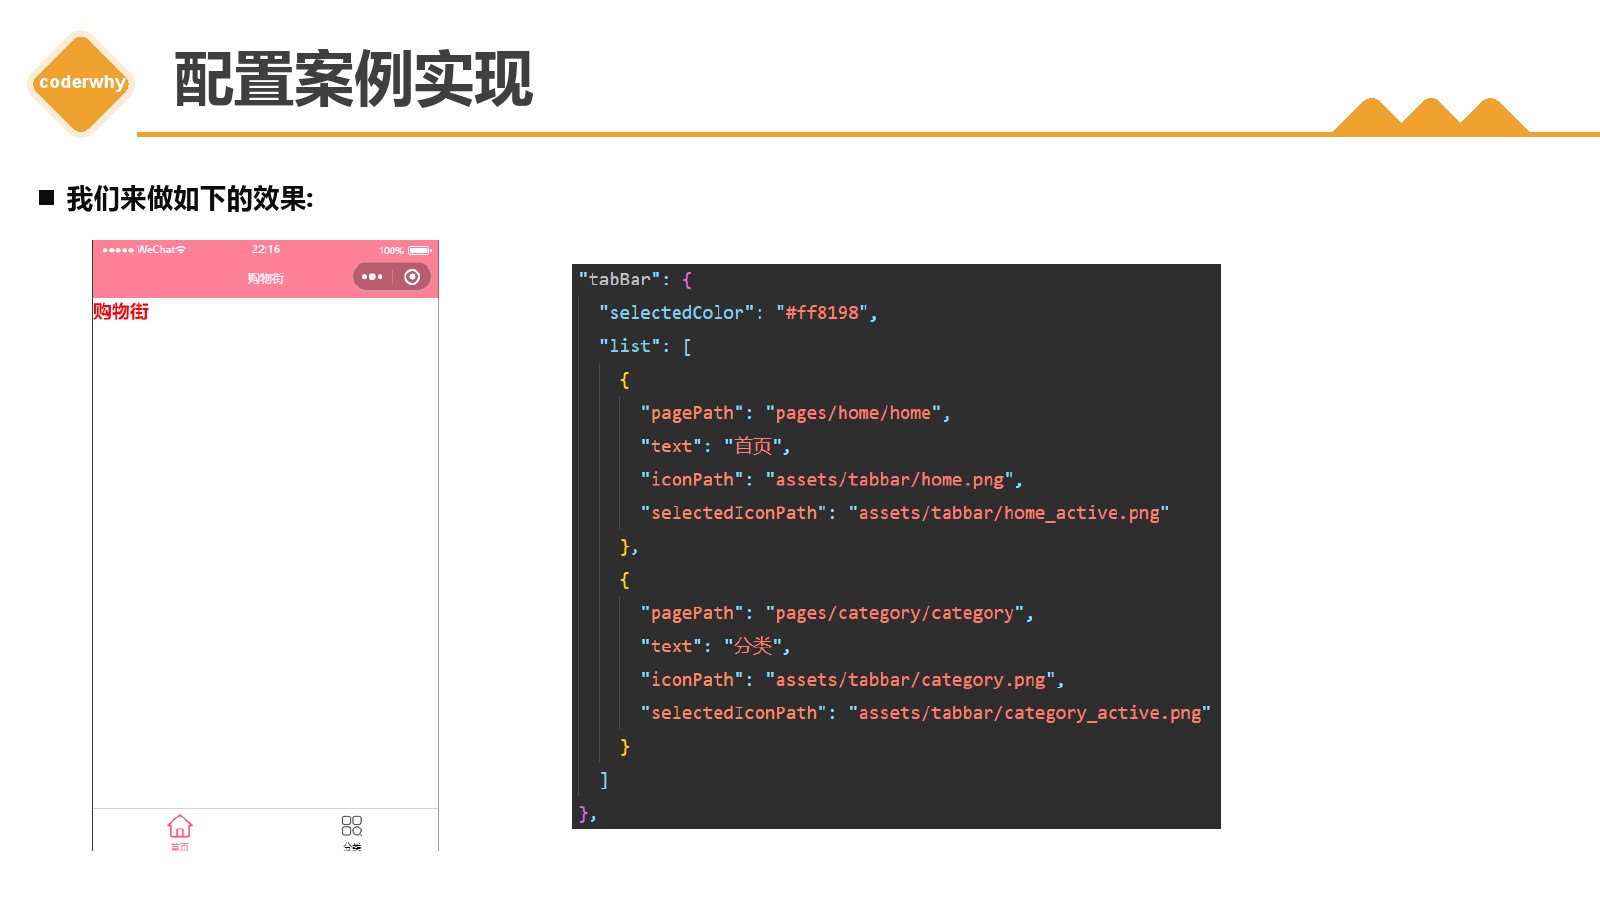 coderwhy
配置案例实现
我们来做如下的效果:
WeChat
22:16
100%
购物街
购物街
首页
分类
"tabBar": {
"selectedColor": "#ff8198",
"list": [
{
"pagePath": "pages/home/home",
"text": "首页",
"iconPath": "assets/tabbar/home.png",
"selectedIconPath": "assets/tabbar/home_active.png"
},
{
"pagePath": "pages/category/category",
"text": "分类",
"iconPath": "assets/tabbar/category.png",
"selectedIconPath": "assets/tabbar/category_active.png"
}
]
},